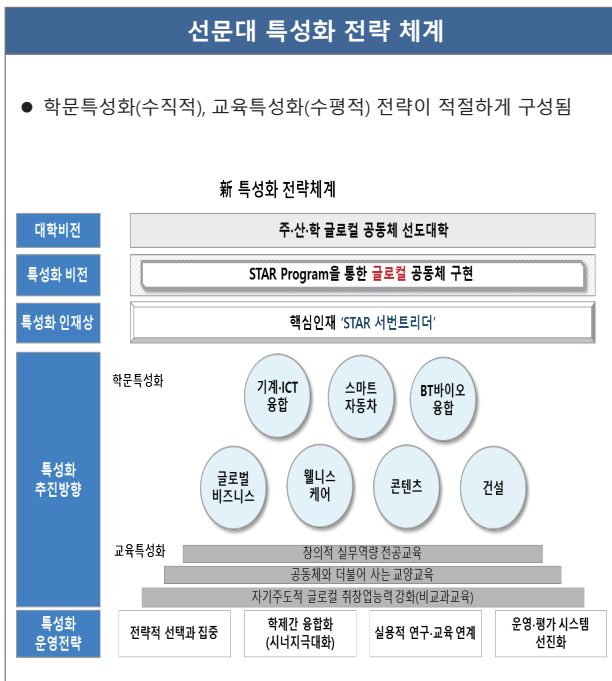 선문대 특성화 전략 체계
● 학문특성화(수직적), 교육특성화(수평적) 전략이 적절하게 구성됨
新 특성화 전략체계
대학비전
주·산·학 글로컬 공동체 선도대학
특성화 비전
STAR Program을 통한 글로컬 공동체 구현
특성화 인재상
핵심인재 ‘STAR 서번트리더’
특성화
추진방향
학문특성화
기계·ICT
융합
스마트
자동차
BT바이오
융합
글로벌
비즈니스
웰니스
케어
콘텐츠
건설
교육특성화
창의적 실무역량 전공교육
공동체와 더불어 사는 교양교육
자기주도적 글로컬 취창업능력 강화(비교과교육)
특성화
운영전략
전략적 선택과 집중
학제간 융합화
(시너지극대화)
실용적 연구·교육 연계
운영·평가 시스템
선진화